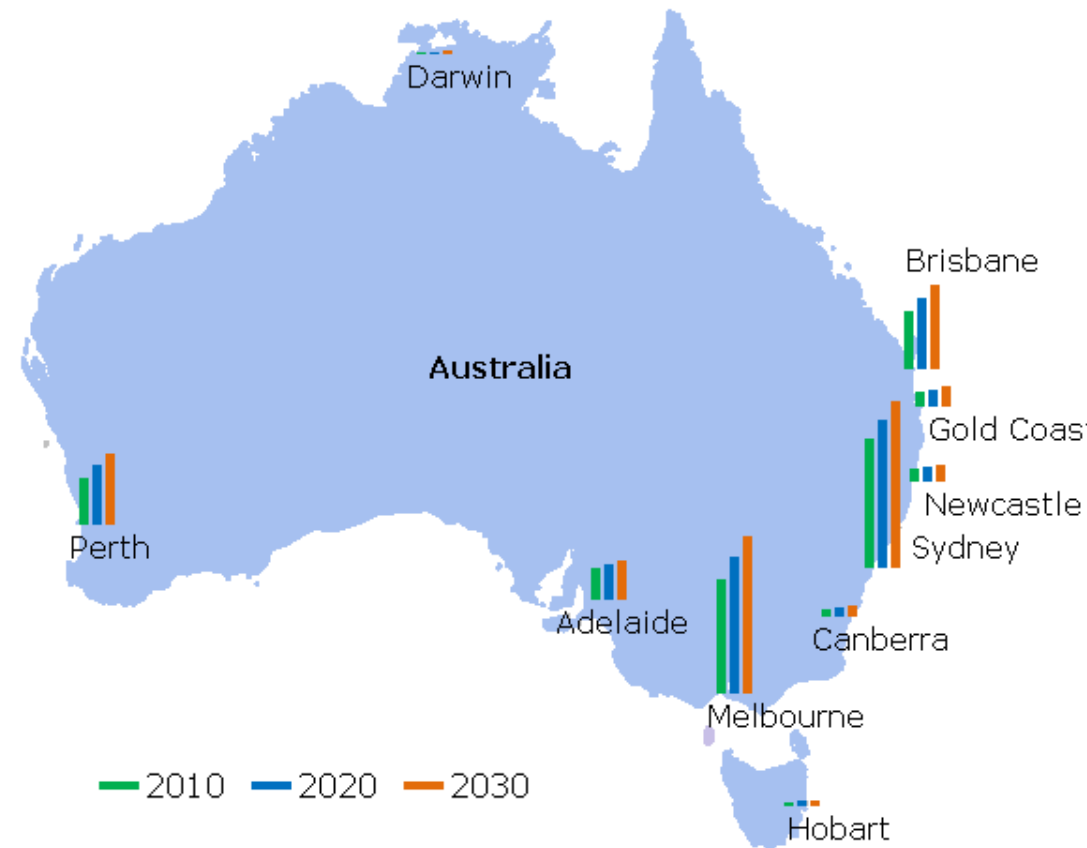 Darwin
Brisbane
Australia
Gold Coast
Newcastle
Perth
Sydney
Adelaide
Canberra
Melbourne
2010 2020 2030
Hobart